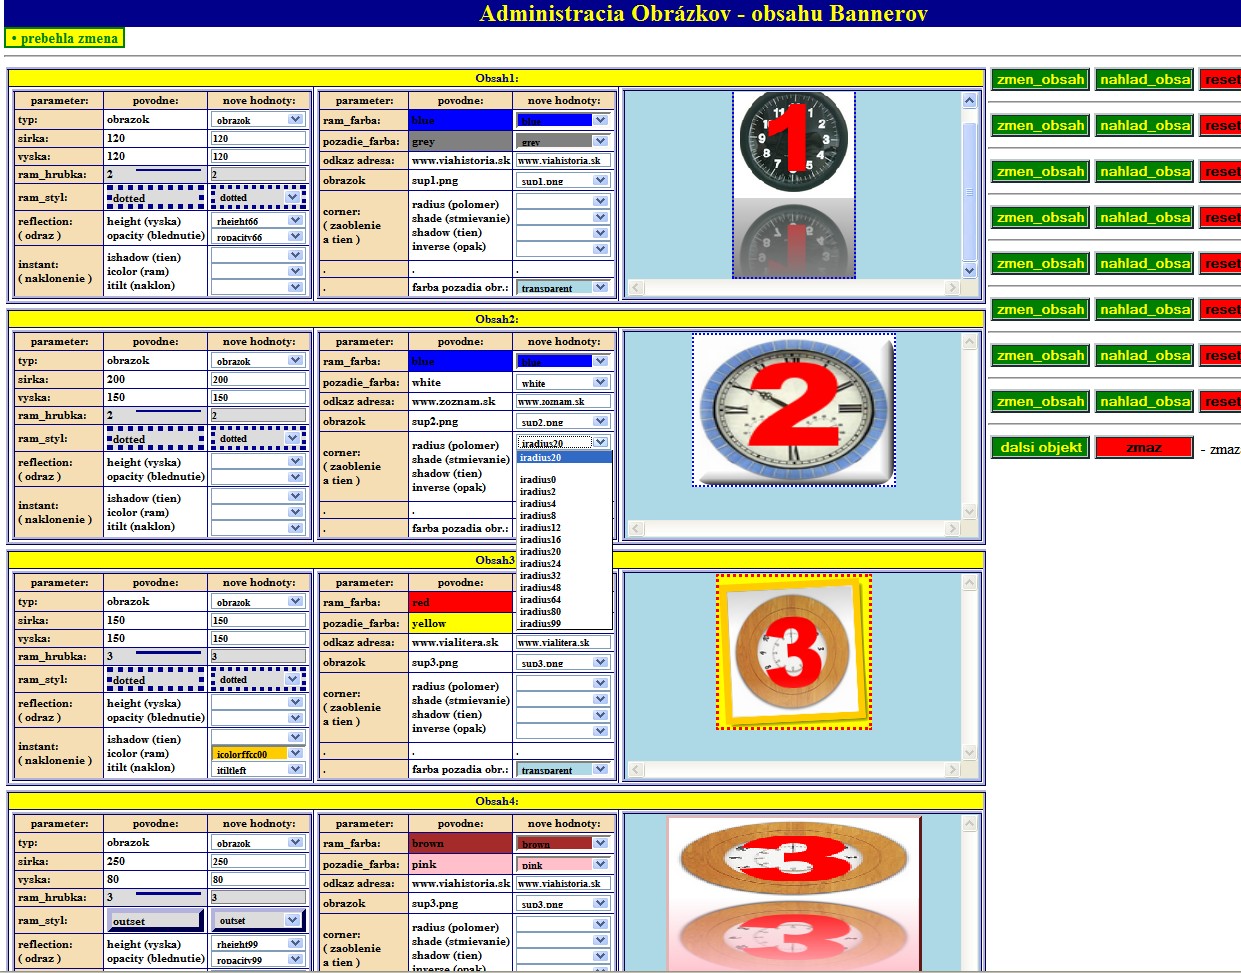 Administracia Obrázkov - obsahu Bannerov
• prebehla zmena
Obsah1:
parameter: povodne: nove hodnoty: parameter: povodne: nove hodnoty:
typ: obrazok obrazok
sirka: 120 120
vyska: 120 120
ram_hrubka: 2 2
ram_styl: dotted dotted
reflection: ( odraz ) height (vyska) rheight66
opacity (blednutie) ropacity66
instant: ( naklonenie ) ishadow (tien)
icolor (ram)
itilt (naklon)
ram_farba: blue blue
pozadie_farba: grey grey
odkaz adresa: www.viahistoria.sk www.viahistoria.sk
obrazok sup1.png sup1.png
corner: ( zaoblenie a tien ) radius (polomer)
shade (stmievanie)
shadow (tien)
inverse (opak)
. . .
. farba pozadia obr.: transparent
1
zmen_obsah nahlad_obsa reset
zmen_obsah nahlad_obsa reset
zmen_obsah nahlad_obsa reset
zmen_obsah nahlad_obsa reset
zmen_obsah nahlad_obsa reset
zmen_obsah nahlad_obsa reset
zmen_obsah nahlad_obsa reset
zmen_obsah nahlad_obsa reset
dalsi objekt zmaz - zmaz
Obsah2:
parameter: povodne: nove hodnoty: parameter: povodne: nove hodnoty:
typ: obrazok obrazok
sirka: 200 200
vyska: 150 150
ram_hrubka: 2 2
ram_styl: dotted dotted
reflection: ( odraz ) height (vyska)
opacity (blednutie)
instant: ( naklonenie ) ishadow (tien)
icolor (ram)
itilt (naklon)
ram_farba: blue blue
pozadie_farba: white white
odkaz adresa: www.zoznam.sk www.zoznam.sk
obrazok sup2.png sup2.png
corner: ( zaoblenie a tien ) radius (polomer) iradius20
shade (stmievanie)
shadow (tien)
inverse (opak)
. .
. farba pozadia obr.:
iradius20
iradius0
iradius2
iradius4
iradius8
iradius12
iradius16
iradius20
iradius24
iradius32
iradius48
iradius64
iradius80
iradius99
2
Obsah3
parameter: povodne: nove hodnoty: parameter: povodne:
typ: obrazok obrazok
sirka: 150 150
vyska: 150 150
ram_hrubka: 3 3
ram_styl: dotted dotted
reflection: ( odraz ) height (vyska)
opacity (blednutie)
instant: ( naklonenie ) ishadow (tien)
icolor (ram) icolorffcc00
itilt (naklon) itiltleft
ram_farba: red
pozadie_farba: yellow
odkaz adresa: www.vialitera.sk www.vialitera.sk
obrazok sup3.png sup3.png
corner: ( zaoblenie a tien ) radius (polomer)
shade (stmievanie)
shadow (tien)
inverse (opak)
. . .
. farba pozadia obr.: transparent
3
Obsah4:
parameter: povodne: nove hodnoty: parameter: povodne: nove hodnoty:
typ: obrazok obrazok
sirka: 250 250
vyska: 80 80
ram_hrubka: 3 3
ram_styl: outset outset
reflection: ( odraz ) height (vyska) rheight99
opacity (blednutie) ropacity99
ram_farba: brown brown
pozadie_farba: pink pink
odkaz adresa: www.viahistoria.sk www.viahistoria.sk
obrazok sup3.png sup3.png
corner: ( zaoblenie a tien ) radius (polomer)
shade (stmievanie)
shadow (tien)
inverse (opak)
3